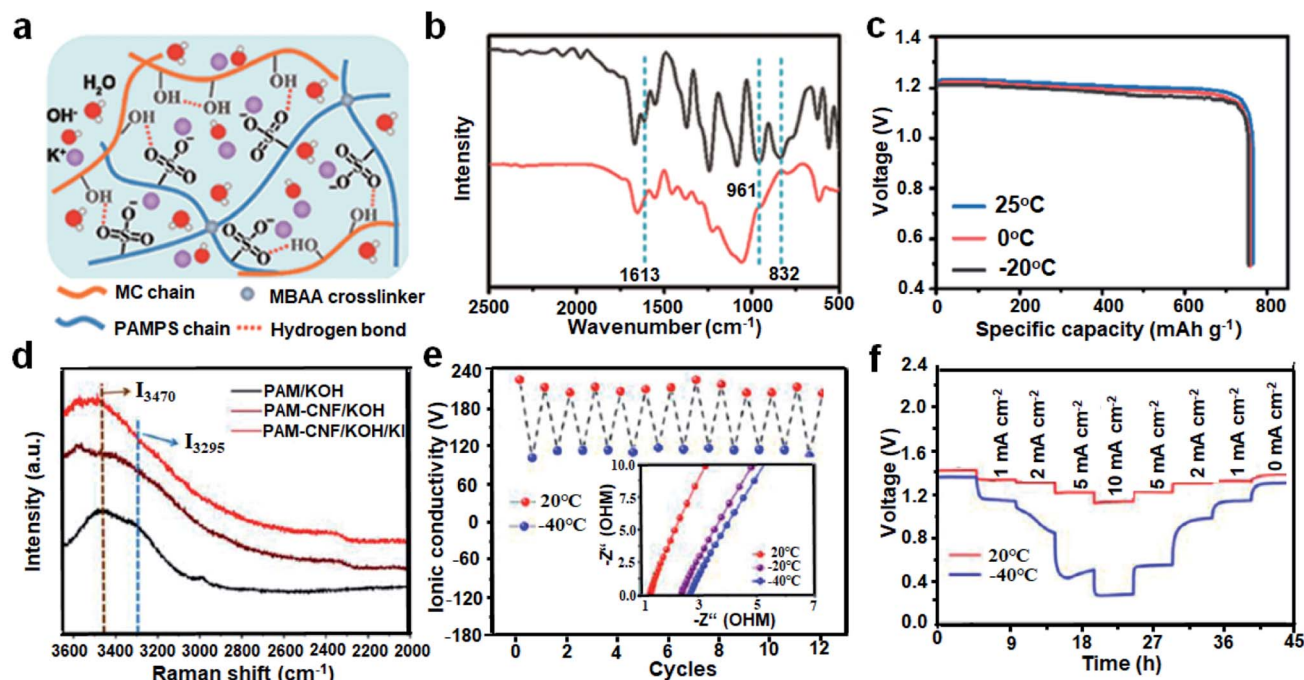 a
H₂O
OH⁻
K⁺
OH
OH
OH
OH
OH
OH
HO
O⁻
O=S=O
⁻O
O⁻
O⁻
MC chain
MBAA crosslinker
PAMPS chain
Hydrogen bond
b
Intensity
1613
961
832
2500 2000 1500 1000 500
Wavenumber (cm⁻¹)
c
Voltage (V)
1.4
1.2
1.0
0.8
0.6
0.4
25°C
0°C
-20°C
0 200 400 600 800
Specific capacity (mAh g⁻¹)
d
Intensity (a.u.)
I₃₄₇₀
I₃₂₉₅
PAM/KOH
PAM-CNF/KOH
PAM-CNF/KOH/KI
3600 3400 3200 3000 2800 2600 2400 2200 2000
Raman shift (cm⁻¹)
e
Ionic conductivity (V)
240
180
120
60
0
-60
-120
-180
20°C
-40°C
-Z“ (OHM)
10.0
7.5
5.0
2.5
0.0
20°C
-20°C
-40°C
1 3 5 7
-Z“ (OHM)
0 2 4 6 8 10 12
Cycles
f
Voltage (V)
2.4
2.0
1.6
1.2
0.8
0.4
0.0
1 mA cm⁻²
2 mA cm⁻²
5 mA cm⁻²
10 mA cm⁻²
5 mA cm⁻²
2 mA cm⁻²
1 mA cm⁻²
0 mA cm⁻²
20°C
-40°C
0 9 18 27 36 45
Time (h)